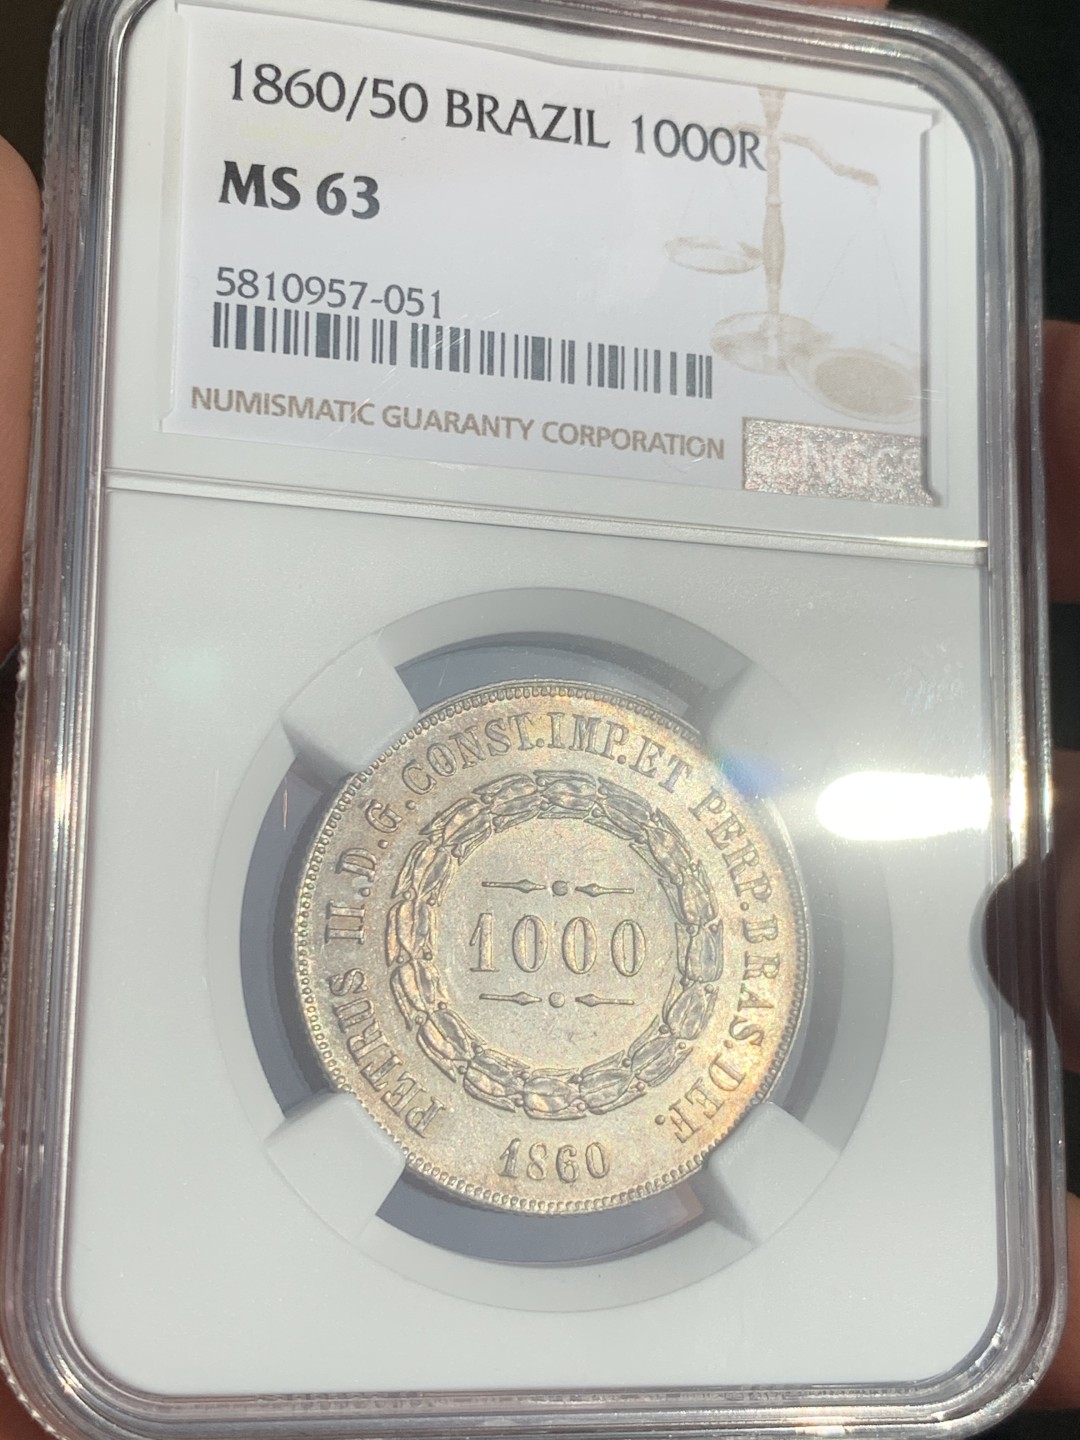 1860/50 BRAZIL 1000R
MS 63
5810957-051
NUMISMATIC GUARANTY CORPORATION
NGC
PETRUS II.D.G.CONST.IMP.ET PERP.BRAS.DEF.
1000
1860